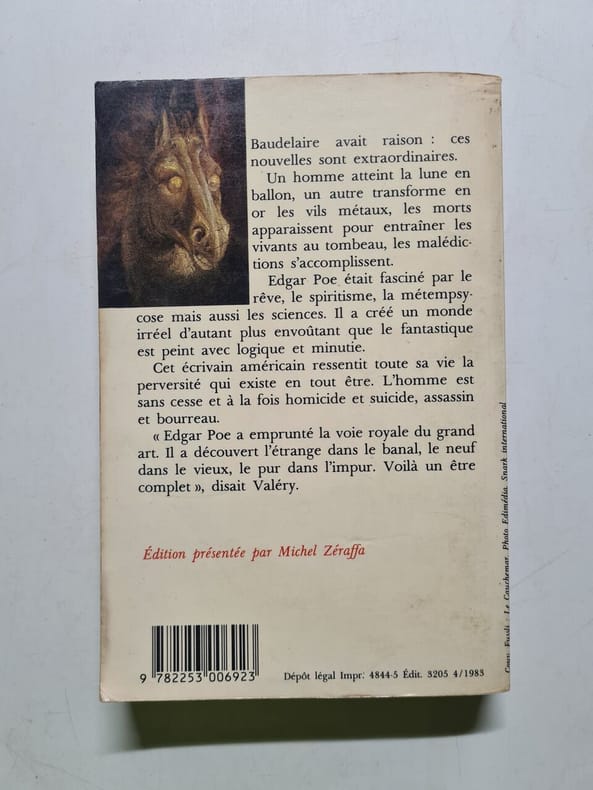 Baudelaire avait raison : ces
nouvelles sont extraordinaires.
Un homme atteint la lune en
ballon, un autre transforme en
or les vils métaux, les morts
apparaissent pour entraîner les
vivants au tombeau, les malédic-
tions s'accomplissent.
Edgar Poe était fasciné par le
rêve, le spiritisme, la métempsy-
cose mais aussi les sciences. Il a créé un monde
irréel d'autant plus envoûtant que le fantastique
est peint avec logique et minutie.
Cet écrivain américain ressentit toute sa vie la
perversité qui existe en tout être. L'homme est
sans cesse et à la fois homicide et suicide, assassin
et bourreau.
« Edgar Poe a emprunté la voie royale du grand
art. Il a découvert l'étrange dans le banal, le neuf
dans le vieux, le pur dans l'impur. Voilà un être
complet », disait Valéry.
Édition présentée par Michel Zéraffa
9 782253 006923
Dépôt légal Impr: 4844-5 Édit. 3205 4/1983
Couv. Fussli : Le Cauchemar. Photo Edimédia. Snark international